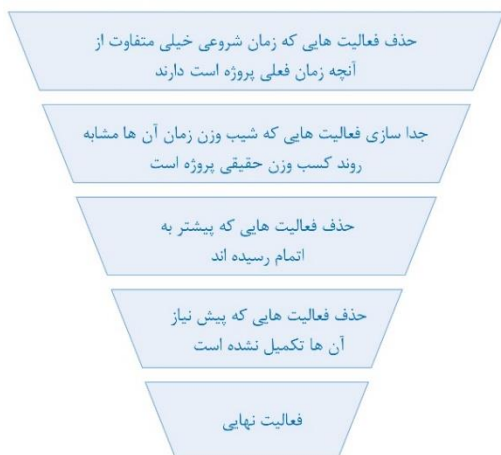 حذف فعالیت هایی که زمان شروعی خیلی متفاوت از
آنچه زمان فعلی پروژه است دارند
جدا سازی فعالیت هایی که شیب وزن زمان آن ها مشابه
روند کسب وزن حقیقی پروژه است
حذف فعالیت هایی که پیشتر به
اتمام رسیده اند
حذف فعالیت هایی که پیش نیاز
آن ها تکمیل نشده است
فعالیت نهایی